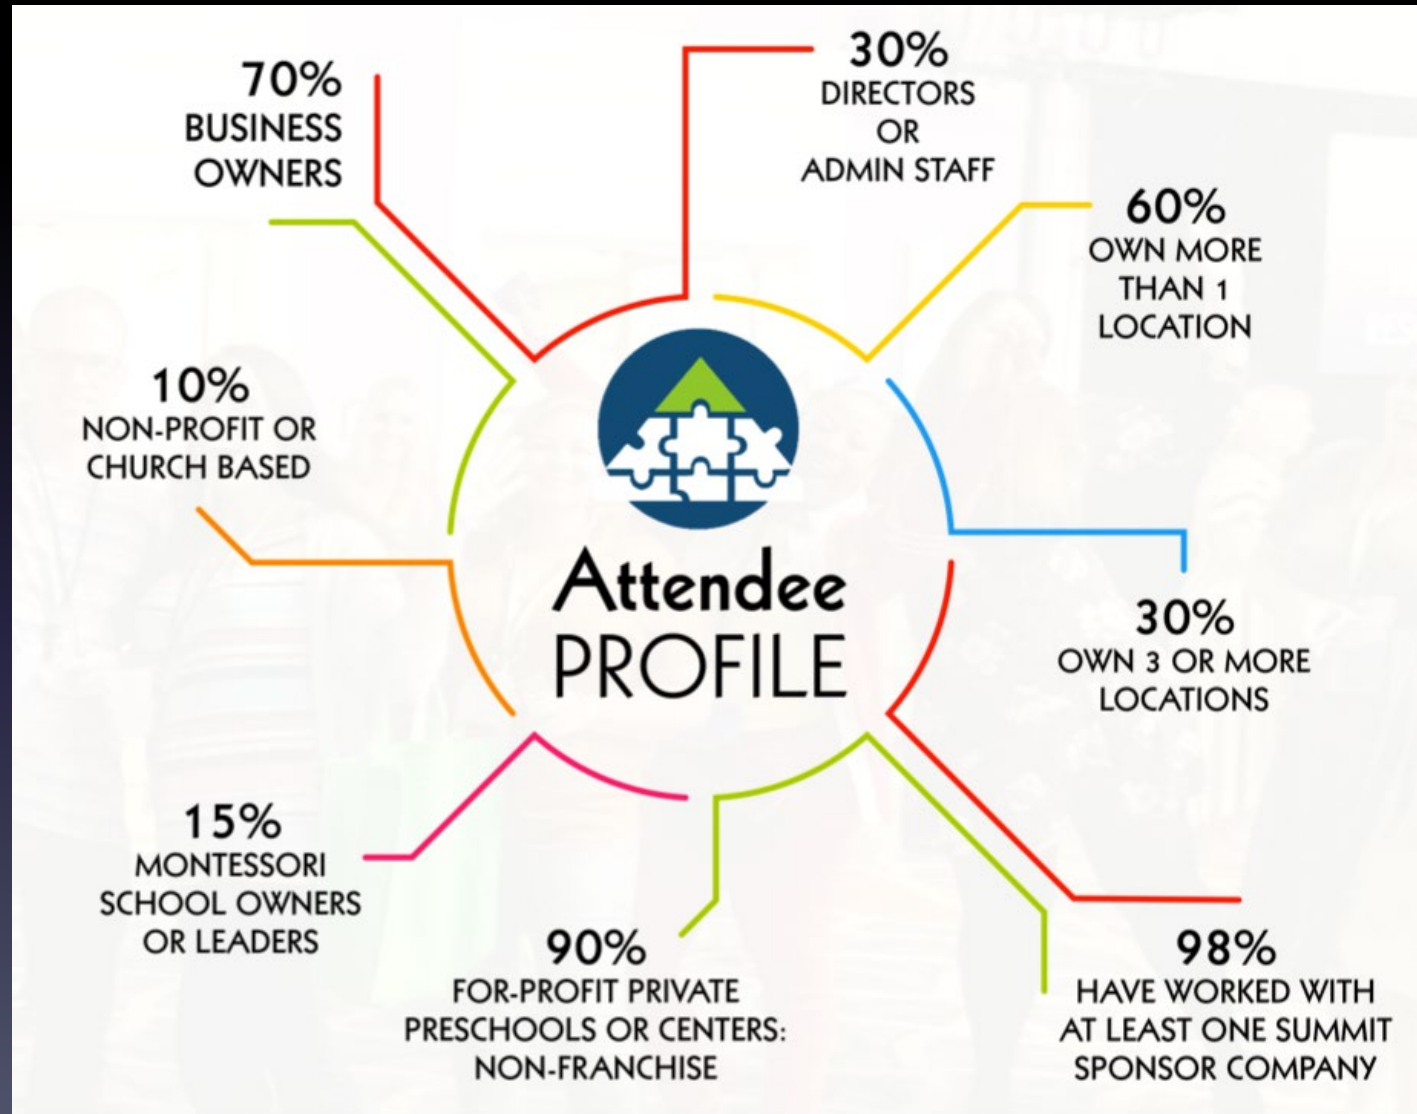 70%
BUSINESS
OWNERS
30%
DIRECTORS
OR
ADMIN STAFF
60%
OWN MORE
THAN 1
LOCATION
10%
NON-PROFIT OR
CHURCH BASED
Attendee
PROFILE
30%
OWN 3 OR MORE
LOCATIONS
15%
MONTESSORI
SCHOOL OWNERS
OR LEADERS
90%
FOR-PROFIT PRIVATE
PRESCHOOLS OR CENTERS:
NON-FRANCHISE
98%
HAVE WORKED WITH
AT LEAST ONE SUMMIT
SPONSOR COMPANY